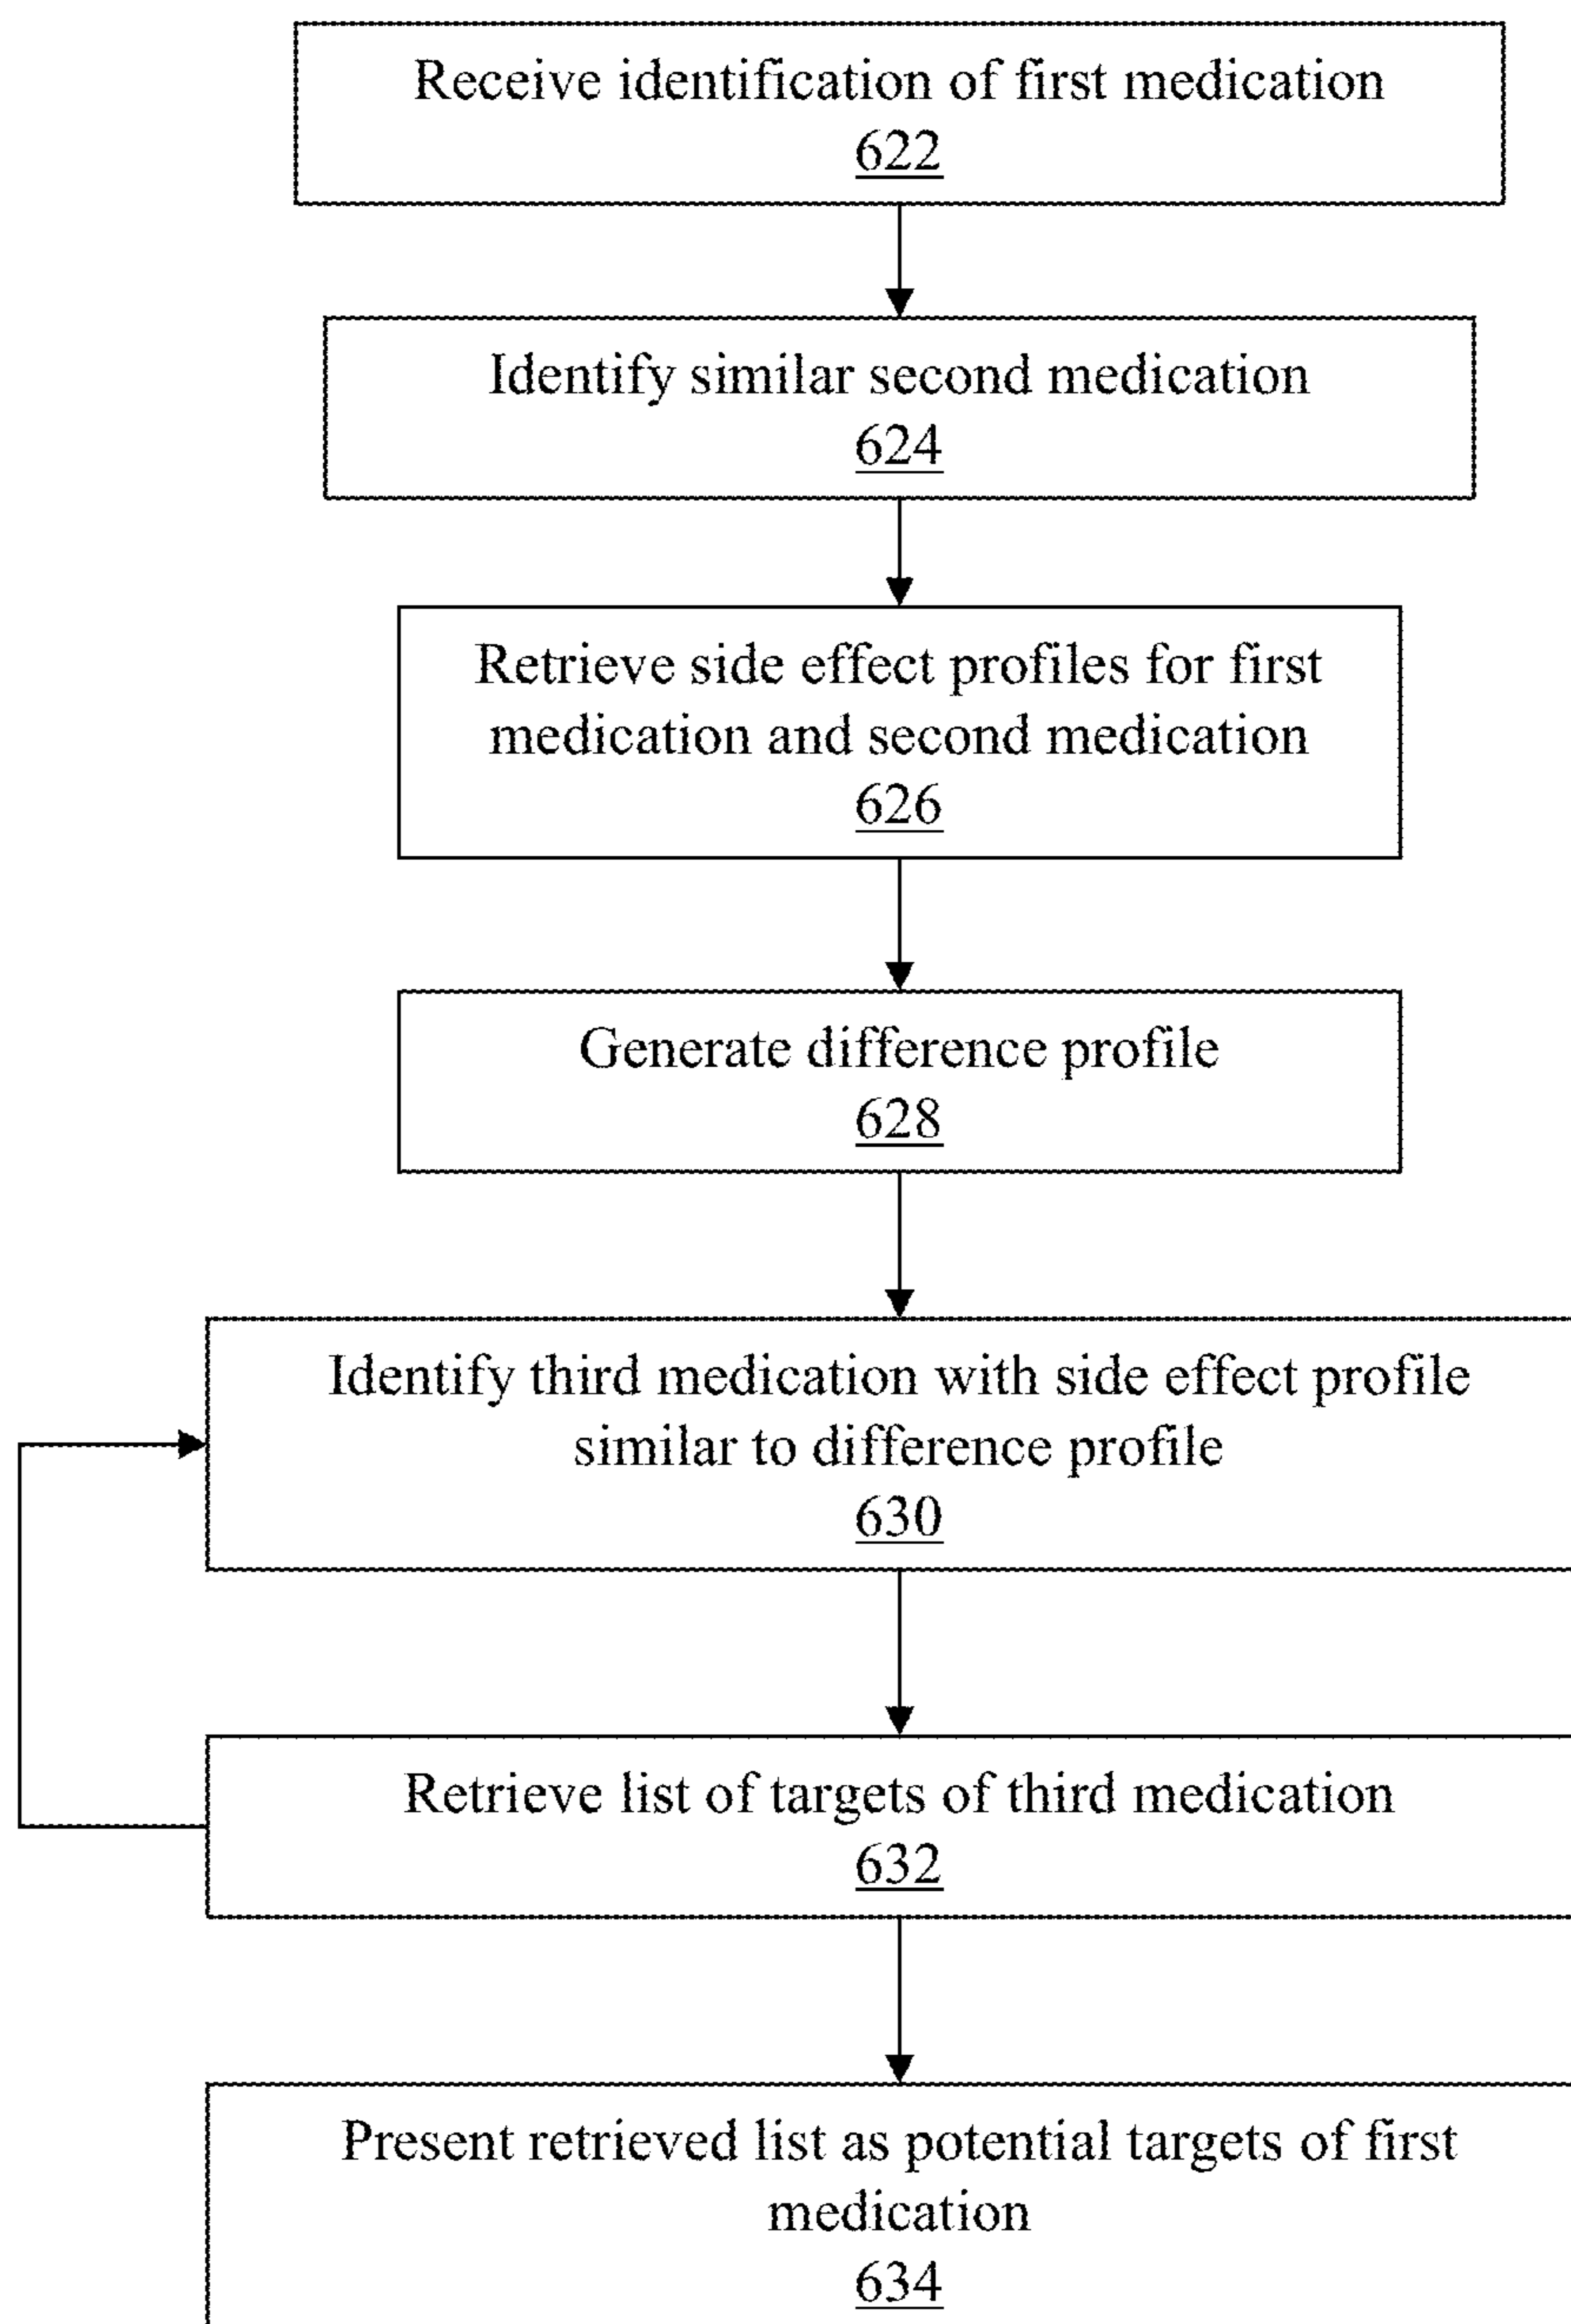 Receive identification of first medication
622
Identify similar second medication
624
Retrieve side effect profiles for first
medication and second medication
626
Generate difference profile
628
Identify third medication with side effect profile
similar to difference profile
630
Retrieve list of targets of third medication
632
Present retrieved list as potential targets of first
medication
634